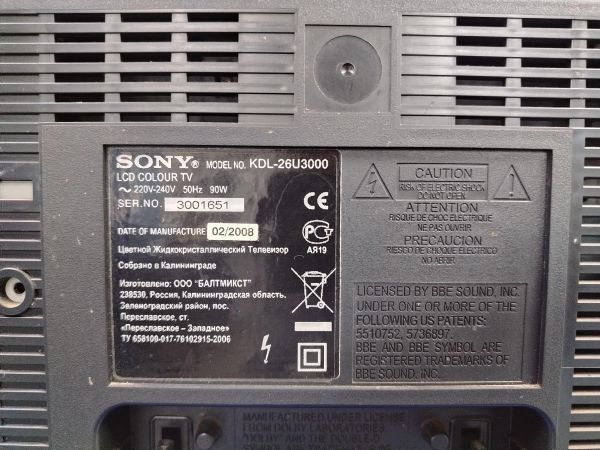 SONY® MODEL NO. KDL-26U3000
LCD COLOUR TV
~ 220V-240V 50Hz 90W
SER.NO. 3001651
DATE OF MANUFACTURE 02/2008
CE
РС
АЯ19
Цветной Жидкокристаллический Телевизор
Собрано в Калининграде
Изготовлено: ООО "БАЛТМИКСТ"
238530, Россия, Калининградская область.
Зеленоградский район, пос.
Переславское, ст.
«Переславское – Западное»
ТУ 658100-017-76102915-2006
CAUTION
RISK OF ELECTRIC SHOCK
DO NOT OPEN
ATTENTION
RISQUE DE CHOC ELECTRIQUE
NE PAS OUVRIR
PRECAUCION
RIESGO DE CHOQUE ELECTRICO
NO ABRIR
LICENSED BY BBE SOUND, INC.
UNDER ONE OR MORE OF THE
FOLLOWING US PATENTS:
5510752, 5736897.
BBE AND BBE SYMBOL ARE
REGISTERED TRADEMARKS OF
BBE SOUND, INC.
MANUFACTURED UNDER LICENSE
FROM DOLBY LABORATORIES.
"DOLBY" AND THE DOUBLE-D
SYMBOL ARE TRADEMARKS